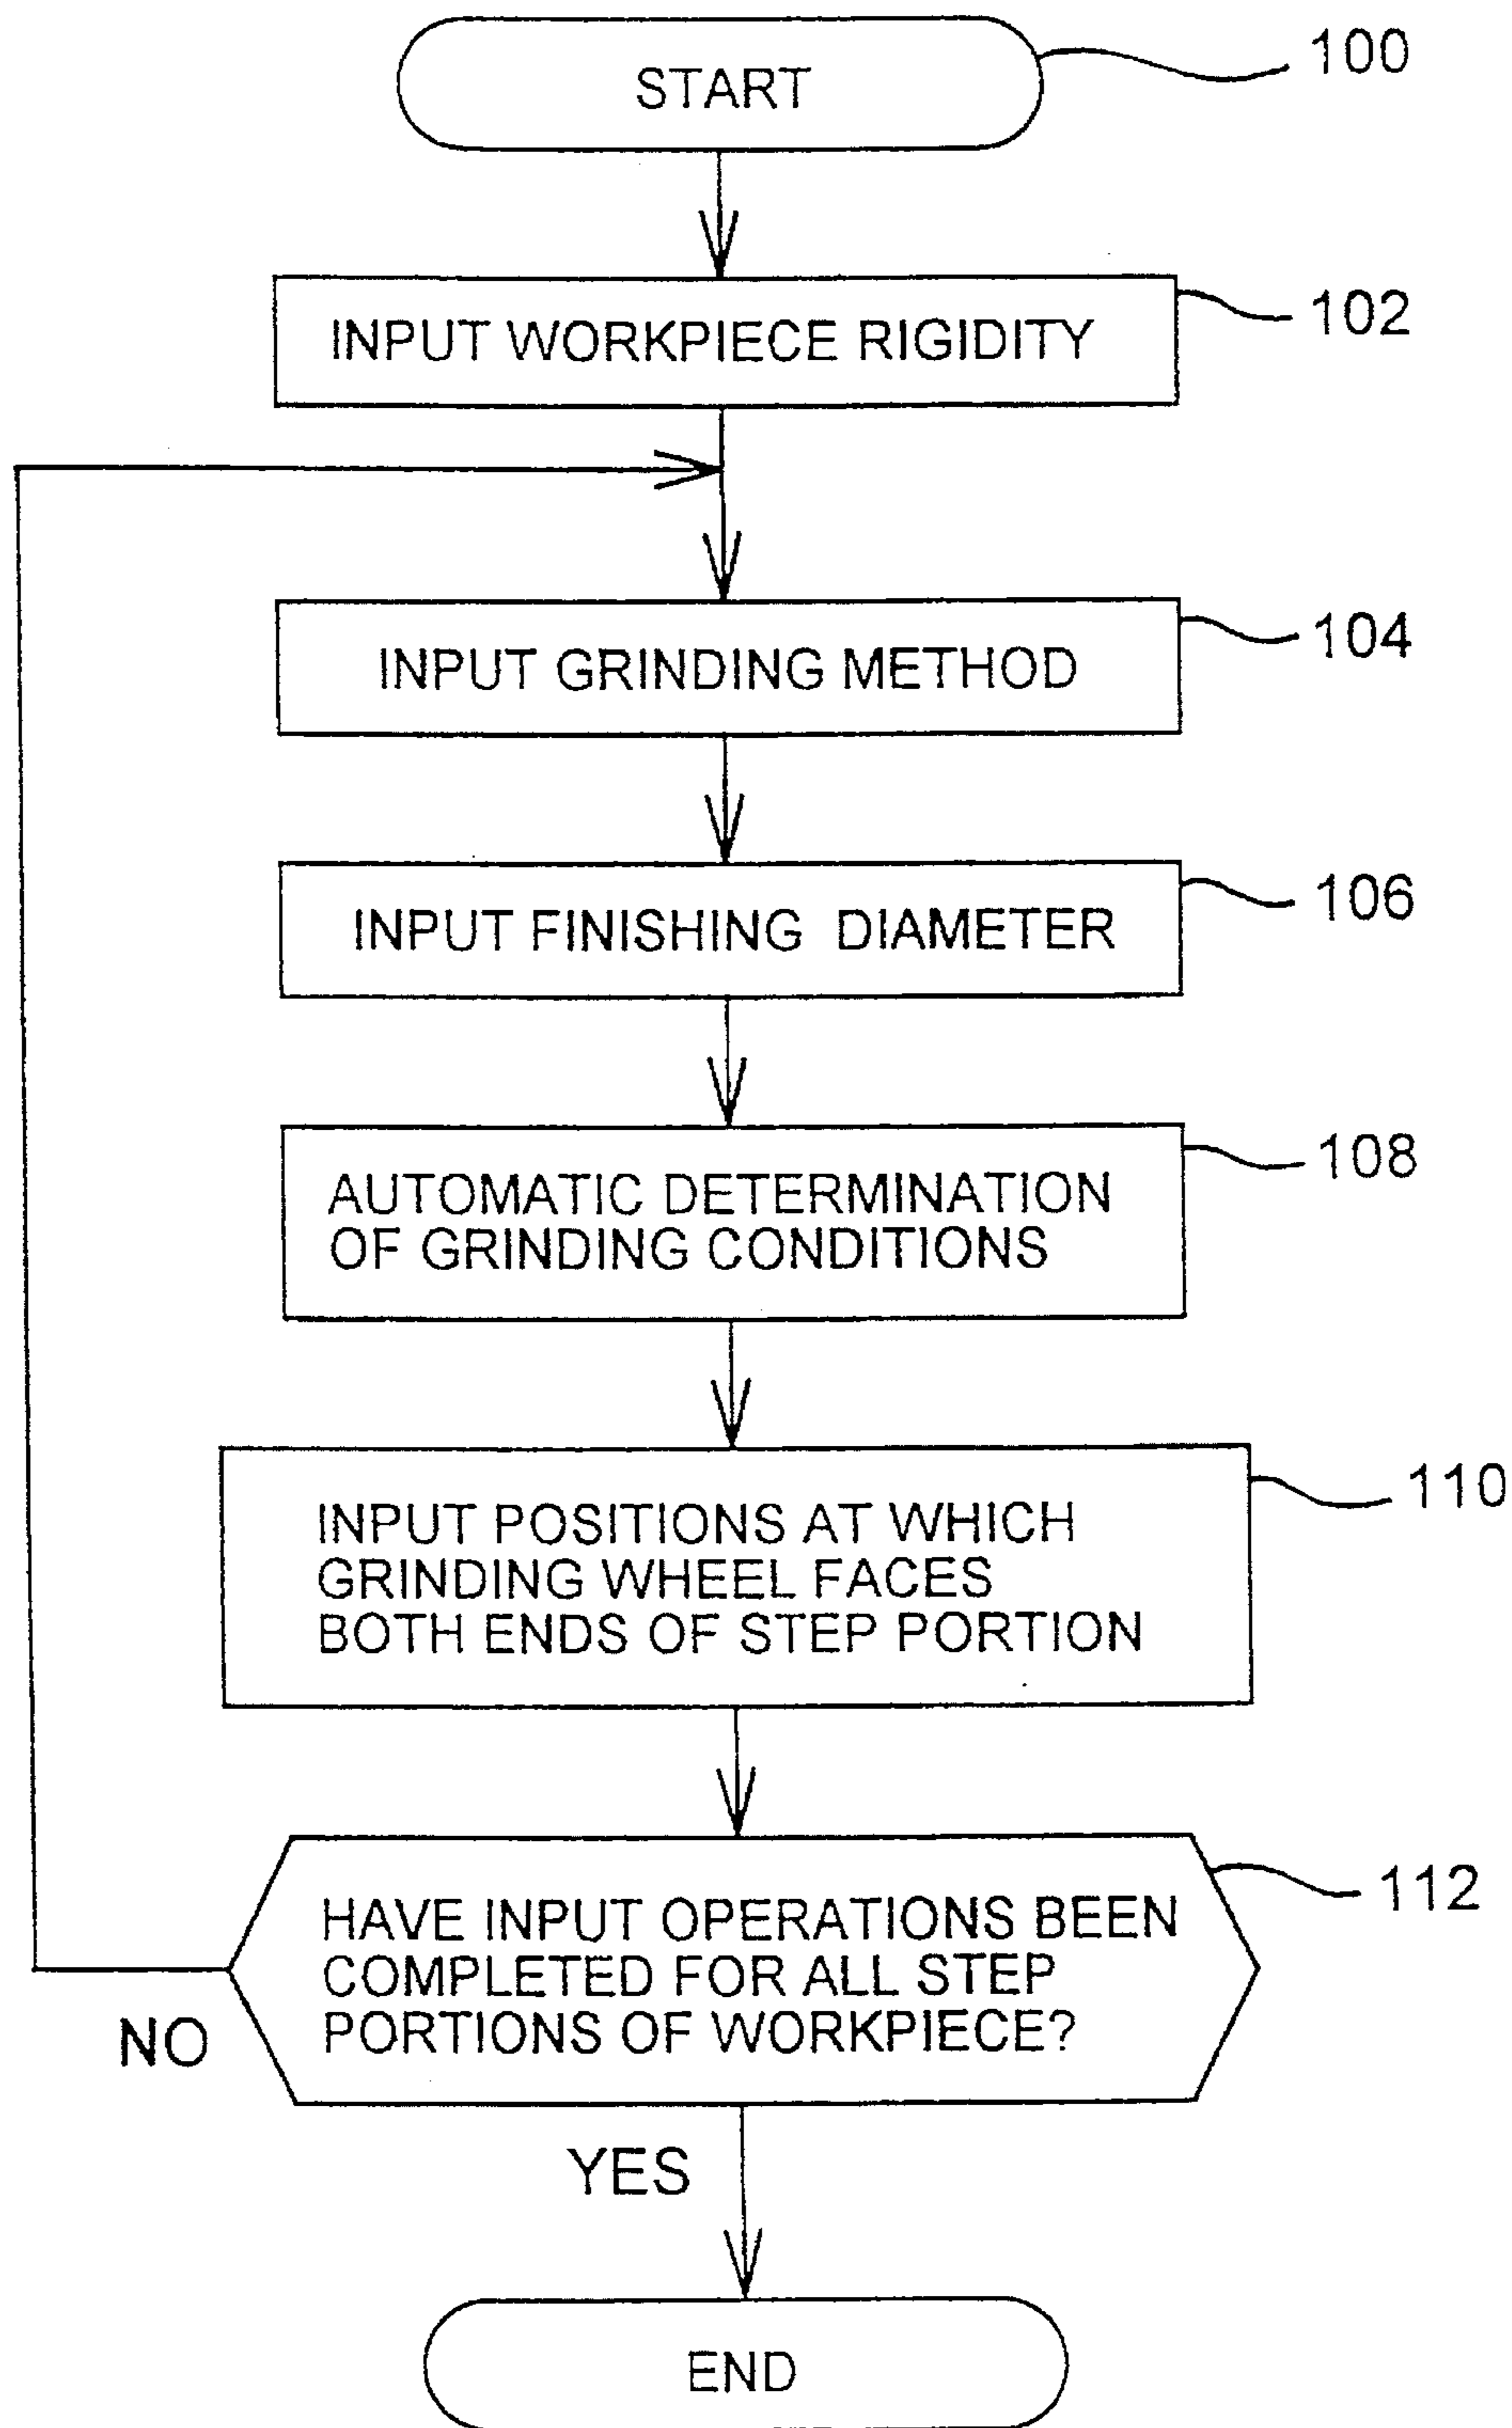 START
100
INPUT WORKPIECE RIGIDITY
102
INPUT GRINDING METHOD
104
INPUT FINISHING DIAMETER
106
AUTOMATIC DETERMINATION
OF GRINDING CONDITIONS
108
INPUT POSITIONS AT WHICH
GRINDING WHEEL FACES
BOTH ENDS OF STEP PORTION
110
HAVE INPUT OPERATIONS BEEN
COMPLETED FOR ALL STEP
PORTIONS OF WORKPIECE?
112
NO
YES
END